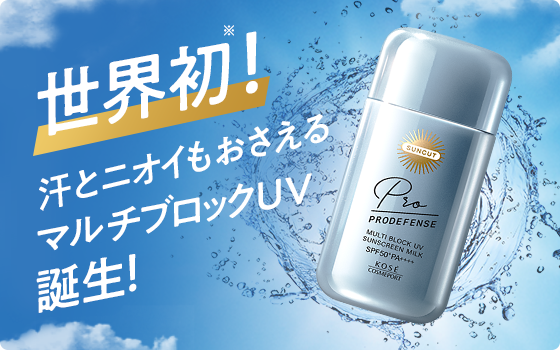 世界初!※
汗とニオイもおさえる
マルチブロックUV
誕生!
SUNCUT
Pro
PRODEFENSE
MULTI BLOCK UV
SUNSCREEN MILK
SPF50+PA++++
KOSÉ
COSMEPORT